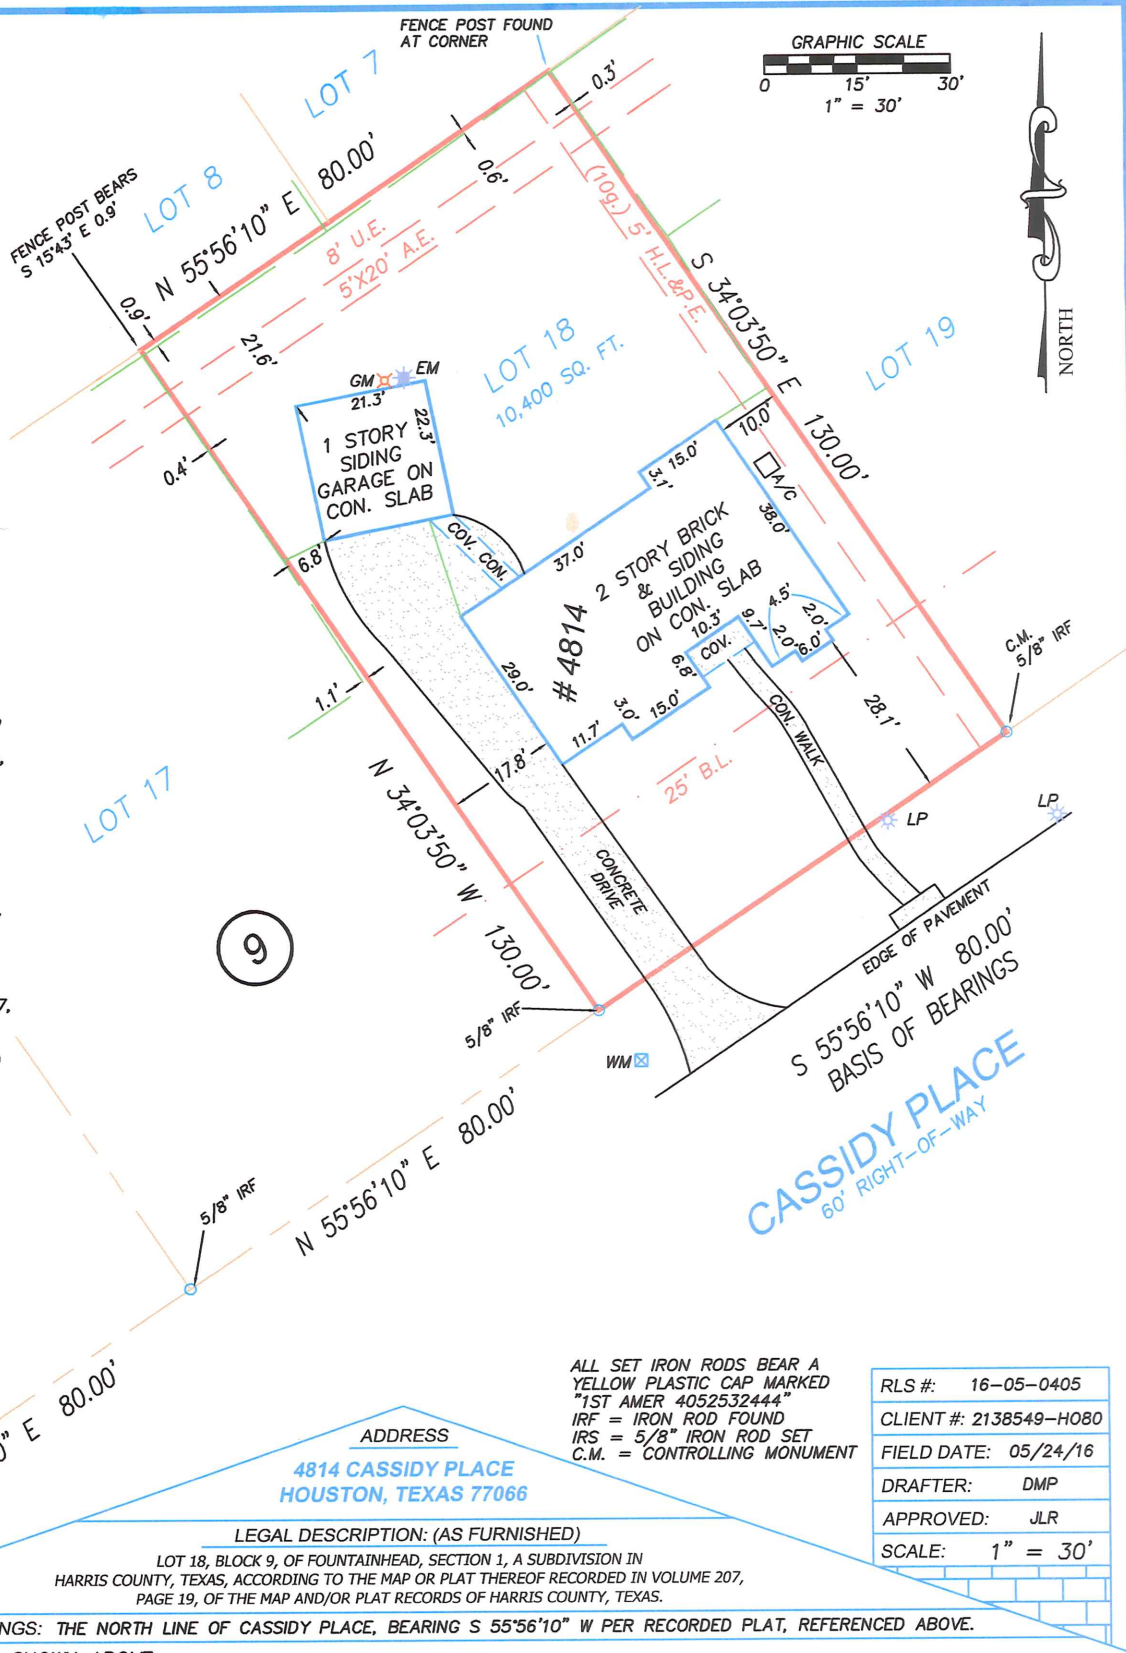 FENCE POST FOUND
AT CORNER
GRAPHIC SCALE
0 15' 30'
1" = 30'
NORTH
LOT 7
LOT 8
FENCE POST BEARS
S 15°43' E 0.9'
N 55°56'10" E 80.00'
0.3'
0.6'
0.9'
21.6'
8' U.E.
5'X20' A.E.
(10g.) 5' H.L.&P.E.
S 34°03'50" E 130.00'
LOT 18
10,400 SQ. FT.
LOT 19
GM
EM
21.3'
22.3'
1 STORY
SIDING
GARAGE ON
CON. SLAB
0.4'
6.8'
COV. CON.
37.0'
3.1'
15.0'
10.0'
A/C
38.0'
#4814
2 STORY BRICK
& SIDING
BUILDING
ON CON. SLAB
10.3'
COV.
9.7'
4.5'
2.0'
2.0'
6.0'
6.8'
29.0'
3.0'
15.0'
11.7'
28.1'
C.M.
5/8" IRF
1.1'
17.8'
CON. WALK
25' B.L.
LOT 17
N 34°03'50" W 130.00'
LP
LP
CONCRETE
DRIVE
9
EDGE OF PAVEMENT
S 55°56'10" W 80.00'
BASIS OF BEARINGS
5/8" IRF
WM
CASSIDY PLACE
60' RIGHT-OF-WAY
N 55°56'10" E 80.00'
5/8" IRF
0" E 80.00'
ALL SET IRON RODS BEAR A
YELLOW PLASTIC CAP MARKED
"1ST AMER 4052532444"
IRF = IRON ROD FOUND
IRS = 5/8" IRON ROD SET
C.M. = CONTROLLING MONUMENT
RLS #: 16-05-0405
CLIENT #: 2138549-H080
FIELD DATE: 05/24/16
DRAFTER: DMP
APPROVED: JLR
SCALE: 1" = 30'
ADDRESS
4814 CASSIDY PLACE
HOUSTON, TEXAS 77066
LEGAL DESCRIPTION: (AS FURNISHED)
LOT 18, BLOCK 9, OF FOUNTAINHEAD, SECTION 1, A SUBDIVISION IN
HARRIS COUNTY, TEXAS, ACCORDING TO THE MAP OR PLAT THEREOF RECORDED IN VOLUME 207,
PAGE 19, OF THE MAP AND/OR PLAT RECORDS OF HARRIS COUNTY, TEXAS.
NGS: THE NORTH LINE OF CASSIDY PLACE, BEARING S 55°56'10" W PER RECORDED PLAT, REFERENCED ABOVE.